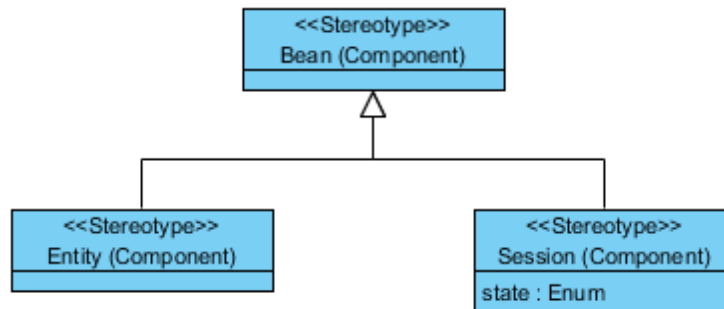 <<Stereotype>>
Bean (Component)
<<Stereotype>>
Entity (Component)
<<Stereotype>>
Session (Component)
state : Enum